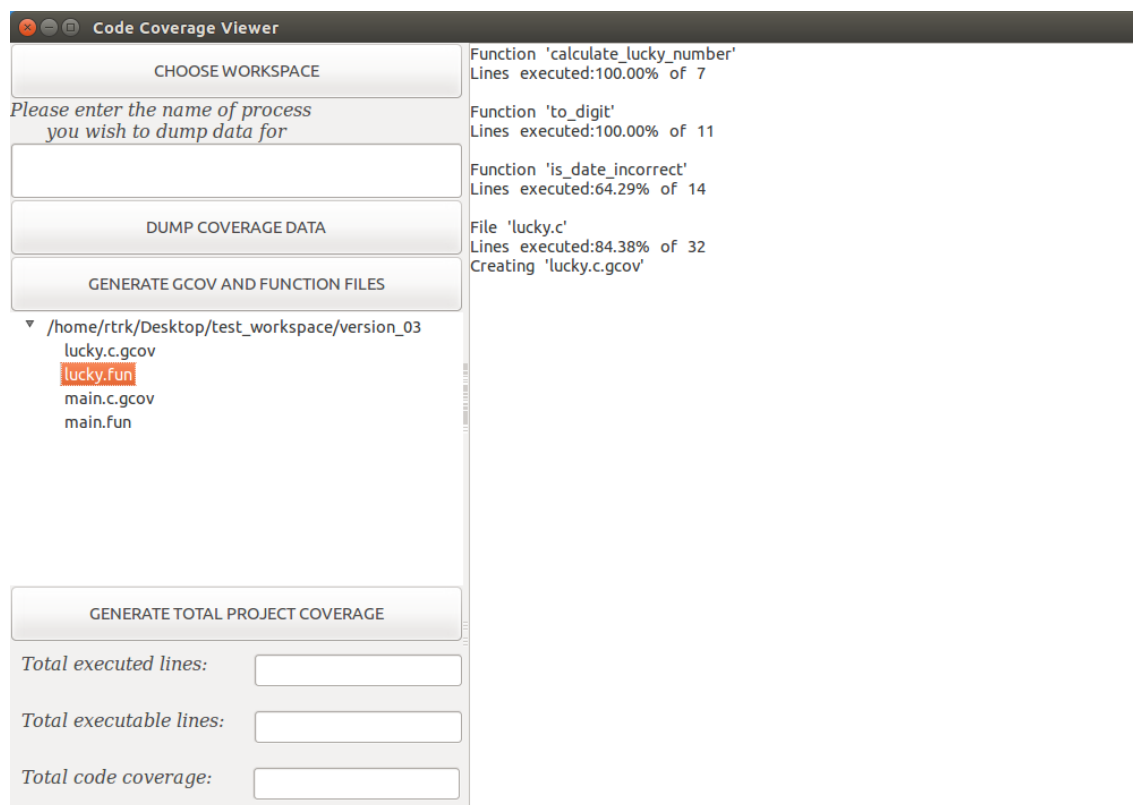 Code Coverage Viewer
CHOOSE WORKSPACE
Please enter the name of process
you wish to dump data for
DUMP COVERAGE DATA
GENERATE GCOV AND FUNCTION FILES
/home/rtrk/Desktop/test_workspace/version_03
lucky.c.gcov
lucky.fun
main.c.gcov
main.fun
GENERATE TOTAL PROJECT COVERAGE
Total executed lines:
Total executable lines:
Total code coverage:
Function 'calculate_lucky_number'
Lines executed:100.00% of 7
Function 'to_digit'
Lines executed:100.00% of 11
Function 'is_date_incorrect'
Lines executed:64.29% of 14
File 'lucky.c'
Lines executed:84.38% of 32
Creating 'lucky.c.gcov'